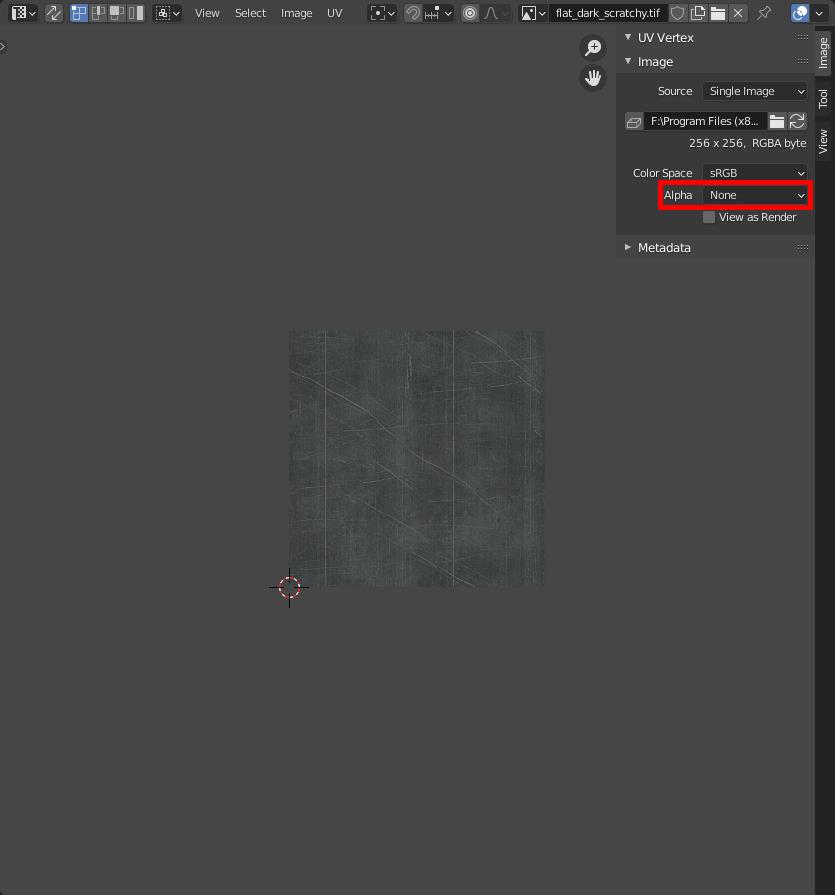 View Select Image UV flat_dark_scratchy.tif
UV Vertex
Image
Source Single Image
F:\Program Files (x8...
256 x 256, RGBA byte
Color Space sRGB
Alpha None
View as Render
Metadata
Image
Tool
View